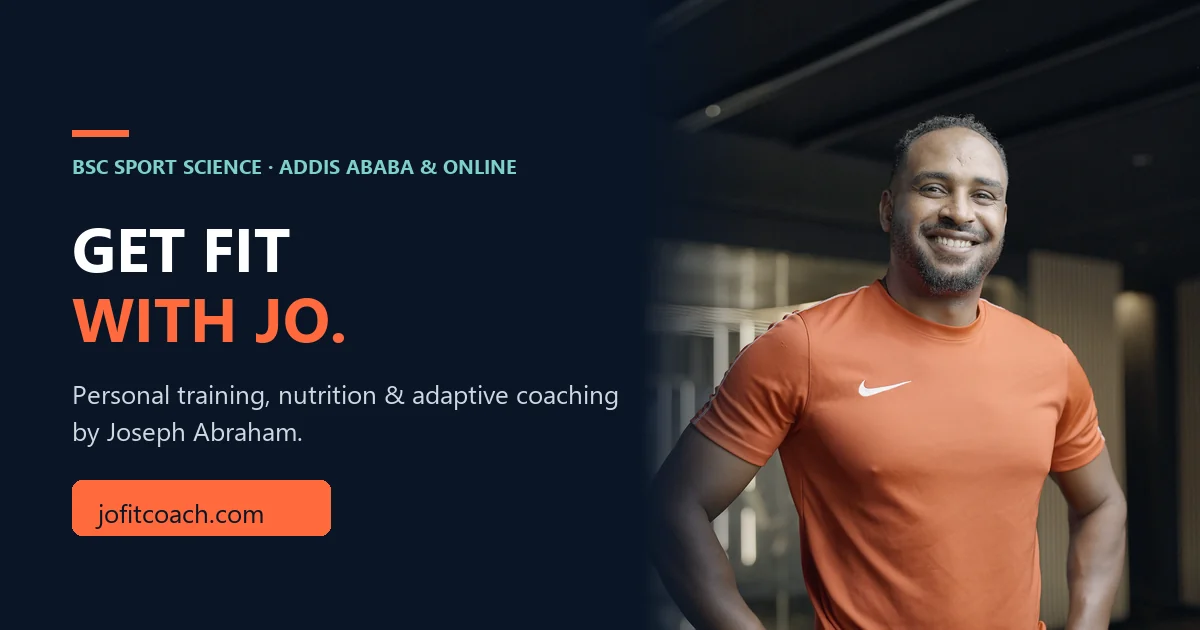 BSC SPORT SCIENCE · ADDIS ABABA & ONLINE
GET FIT
WITH JO.
Personal training, nutrition & adaptive coaching
by Joseph Abraham.
jofitcoach.com